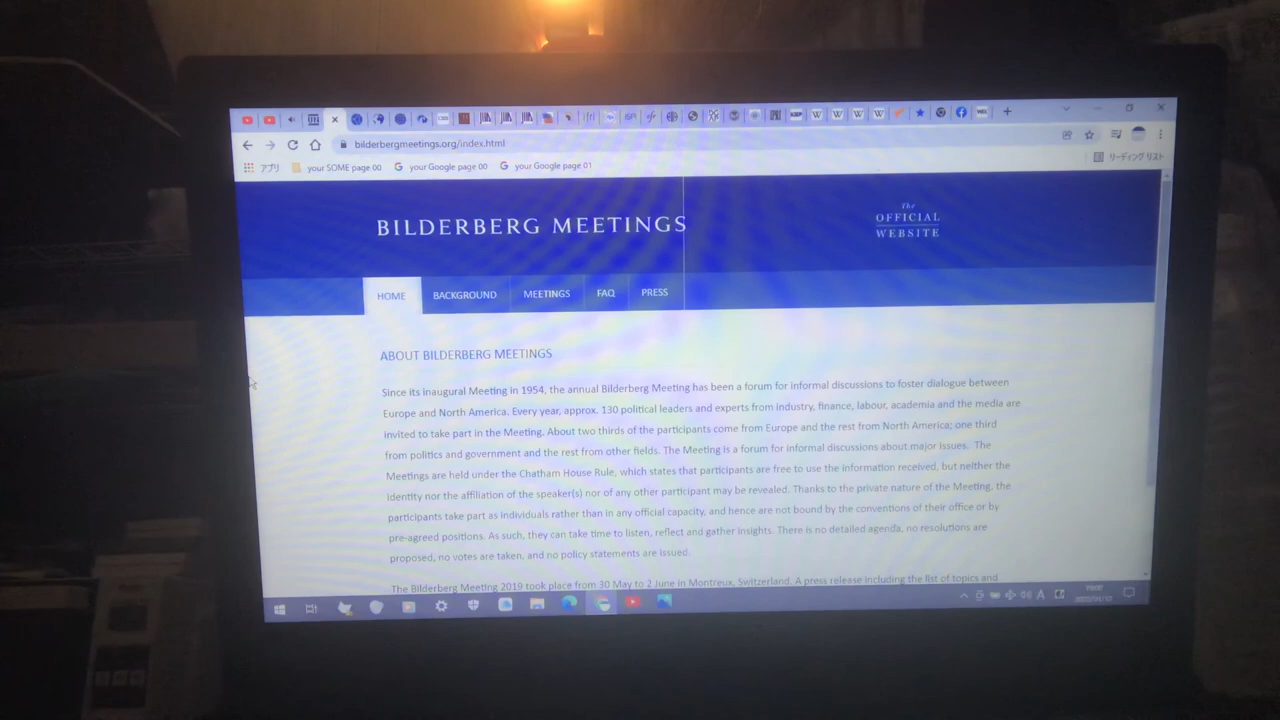 bilderbergmeetings.org/index.html
アプリ your SOME page 00 your Google page 00 your Google page 01 リーディング リスト
BILDERBERG MEETINGS
The
OFFICIAL
WEBSITE
HOME BACKGROUND MEETINGS FAQ PRESS
ABOUT BILDERBERG MEETINGS
Since its inaugural Meeting in 1954, the annual Bilderberg Meeting has been a forum for informal discussions to foster dialogue between
Europe and North America. Every year, approx. 130 political leaders and experts from industry, finance, labour, academia and the media are
invited to take part in the Meeting. About two thirds of the participants come from Europe and the rest from North America; one third
from politics and government and the rest from other fields. The Meeting is a forum for informal discussions about major issues. The
Meetings are held under the Chatham House Rule, which states that participants are free to use the information received, but neither the
identity nor the affiliation of the speaker(s) nor of any other participant may be revealed. Thanks to the private nature of the Meeting, the
participants take part as individuals rather than in any official capacity, and hence are not bound by the conventions of their office or by
pre-agreed positions. As such, they can take time to listen, reflect and gather insights. There is no detailed agenda, no resolutions are
proposed, no votes are taken, and no policy statements are issued.
The Bilderberg Meeting 2019 took place from 30 May to 2 June in Montreux, Switzerland. A press release including the list of topics and
A